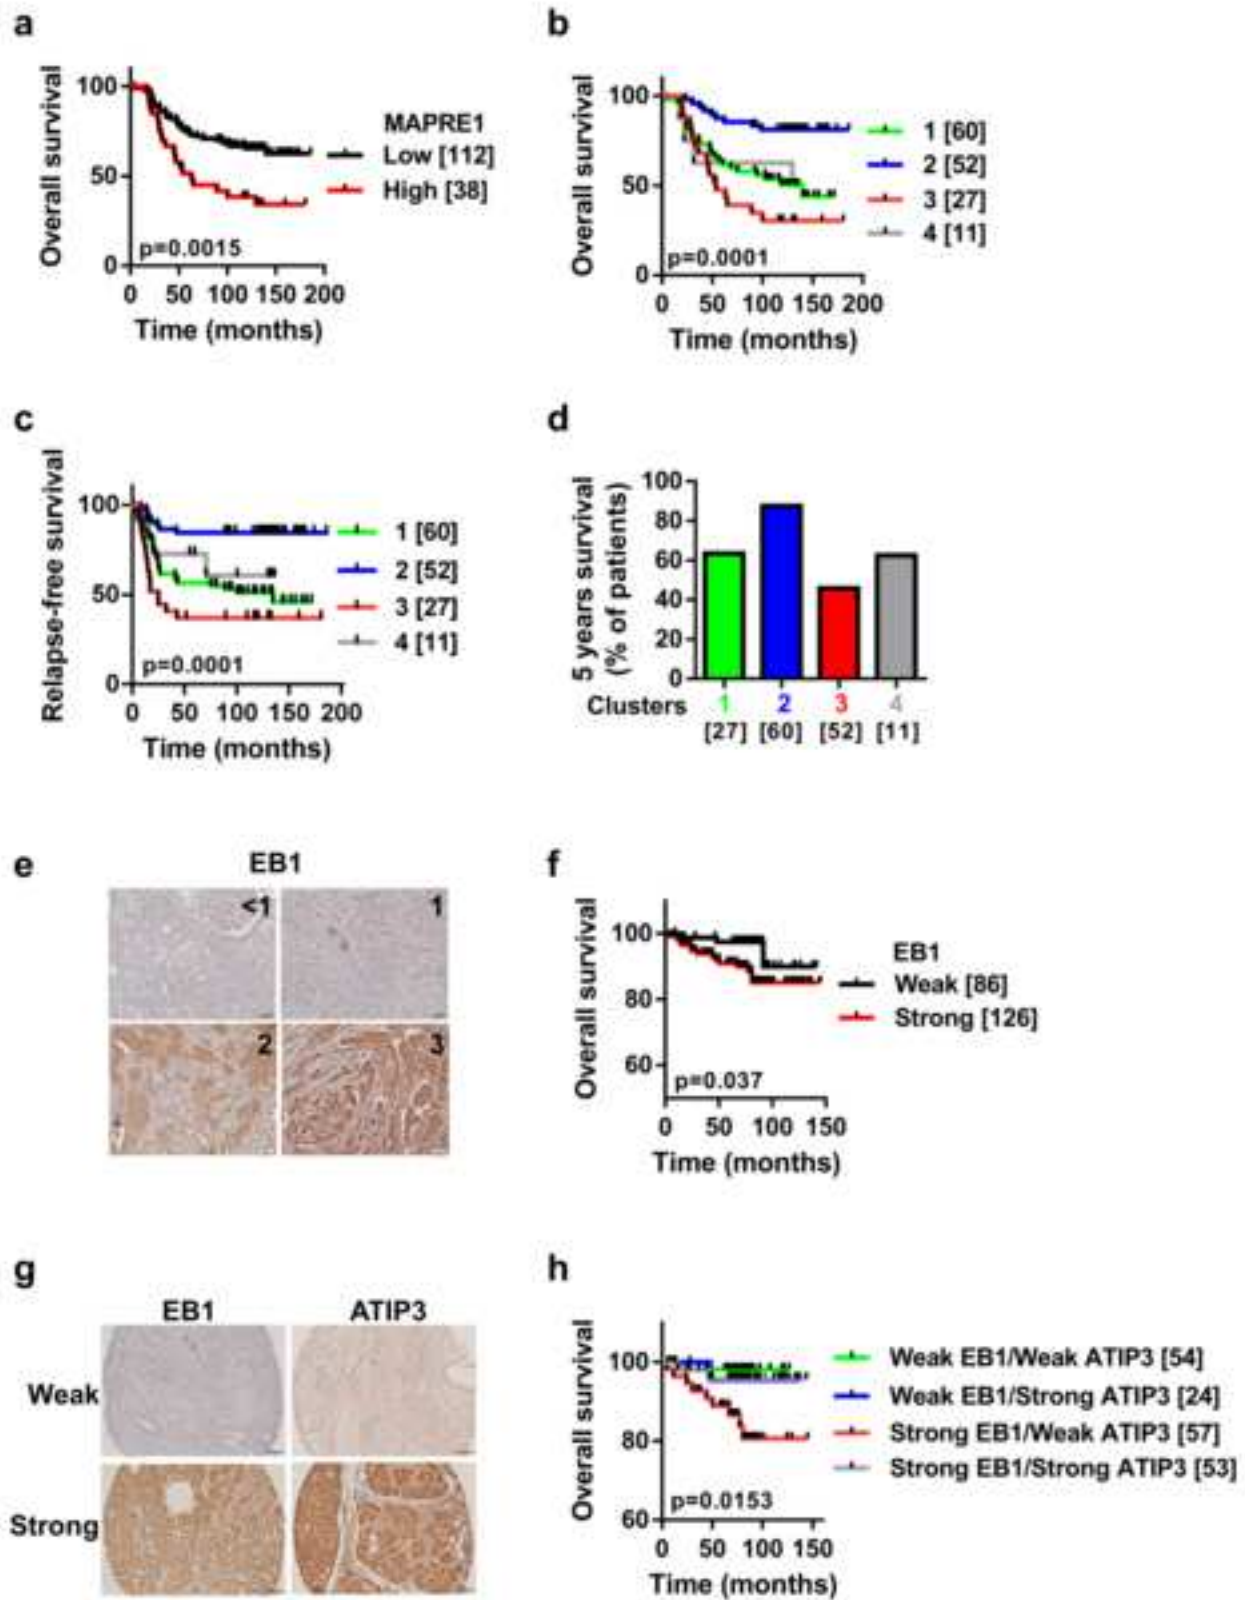 a
Overall survival
100
50
0
0 50 100 150 200
Time (months)
p=0.0015
MAPRE1
Low [112]
High [38]
b
Overall survival
100
50
0
0 50 100 150 200
Time (months)
p=0.0001
1 [60]
2 [52]
3 [27]
4 [11]
c
Relapse-free survival
100
50
0
0 50 100 150 200
Time (months)
p=0.0001
1 [60]
2 [52]
3 [27]
4 [11]
d
5 years survival
(% of patients)
100
80
60
40
20
0
Clusters 1 2 3 4
[27] [60] [52] [11]
e
EB1
<1 1
2 3
f
Overall survival
100
80
60
0 50 100 150
Time (months)
p=0.037
EB1
Weak [86]
Strong [126]
g
EB1 ATIP3
Weak
Strong
h
Overall survival
100
80
60
0 50 100 150
Time (months)
p=0.0153
Weak EB1/Weak ATIP3 [54]
Weak EB1/Strong ATIP3 [24]
Strong EB1/Weak ATIP3 [57]
Strong EB1/Strong ATIP3 [53]